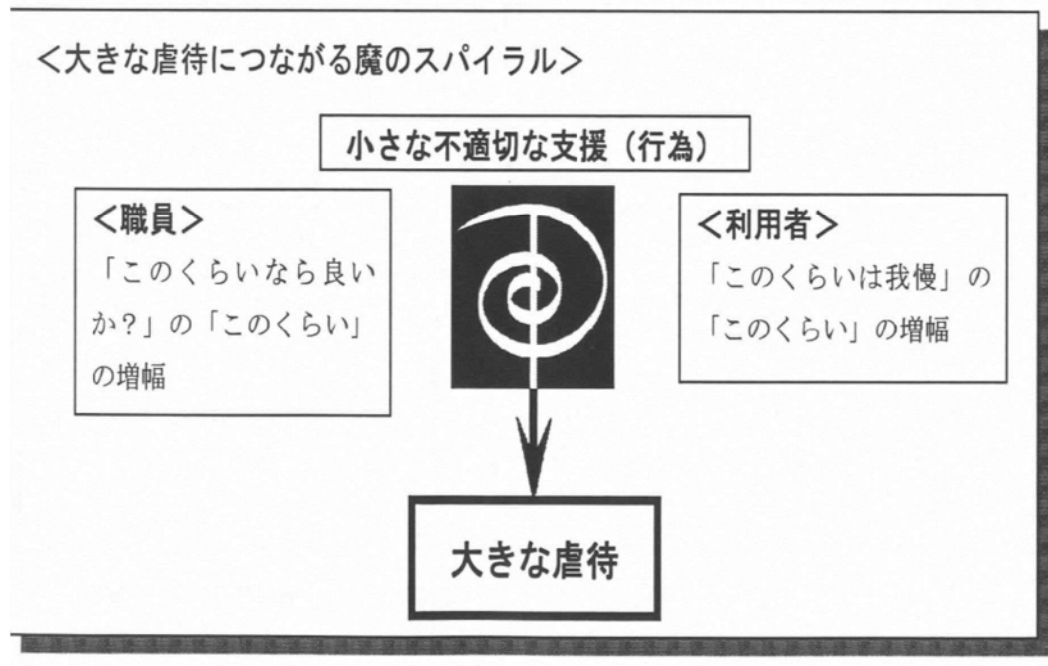 ＜大きな虐待につながる魔のスパイラル＞
小さな不適切な支援（行為）
＜職員＞
「このくらいなら良い
か？」の「このくらい」
の増幅
＜利用者＞
「このくらいは我慢」の
「このくらい」の増幅
大きな虐待